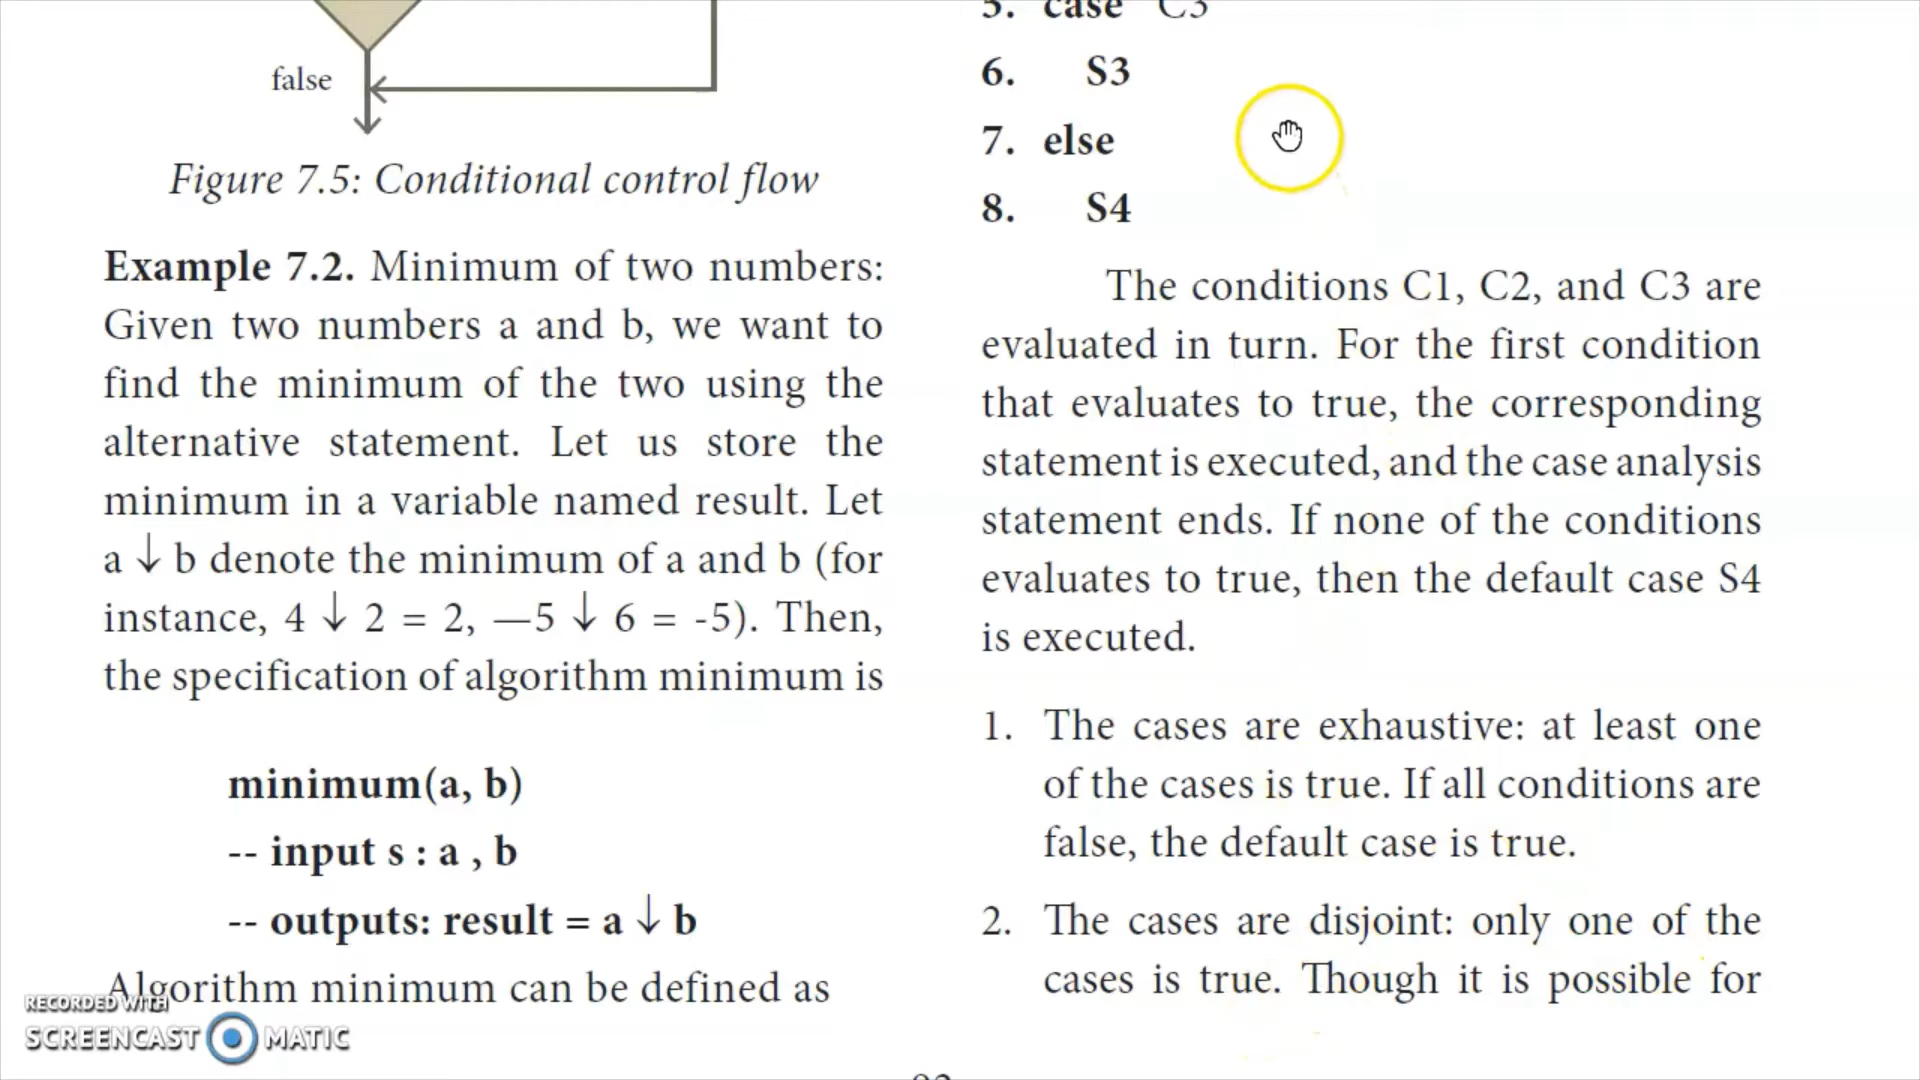 false
Figure 7.5: Conditional control flow
Example 7.2. Minimum of two numbers:
Given two numbers a and b, we want to
find the minimum of the two using the
alternative statement. Let us store the
minimum in a variable named result. Let
a ↓ b denote the minimum of a and b (for
instance, 4 ↓ 2 = 2, —5 ↓ 6 = -5). Then,
the specification of algorithm minimum is
minimum(a, b)
-- input s : a , b
-- outputs: result = a ↓ b
Algorithm minimum can be defined as
5. case C3
6. S3
7. else
8. S4
The conditions C1, C2, and C3 are
evaluated in turn. For the first condition
that evaluates to true, the corresponding
statement is executed, and the case analysis
statement ends. If none of the conditions
evaluates to true, then the default case S4
is executed.
1. The cases are exhaustive: at least one
of the cases is true. If all conditions are
false, the default case is true.
2. The cases are disjoint: only one of the
cases is true. Though it is possible for
RECORDED WITH
SCREENCAST MATIC